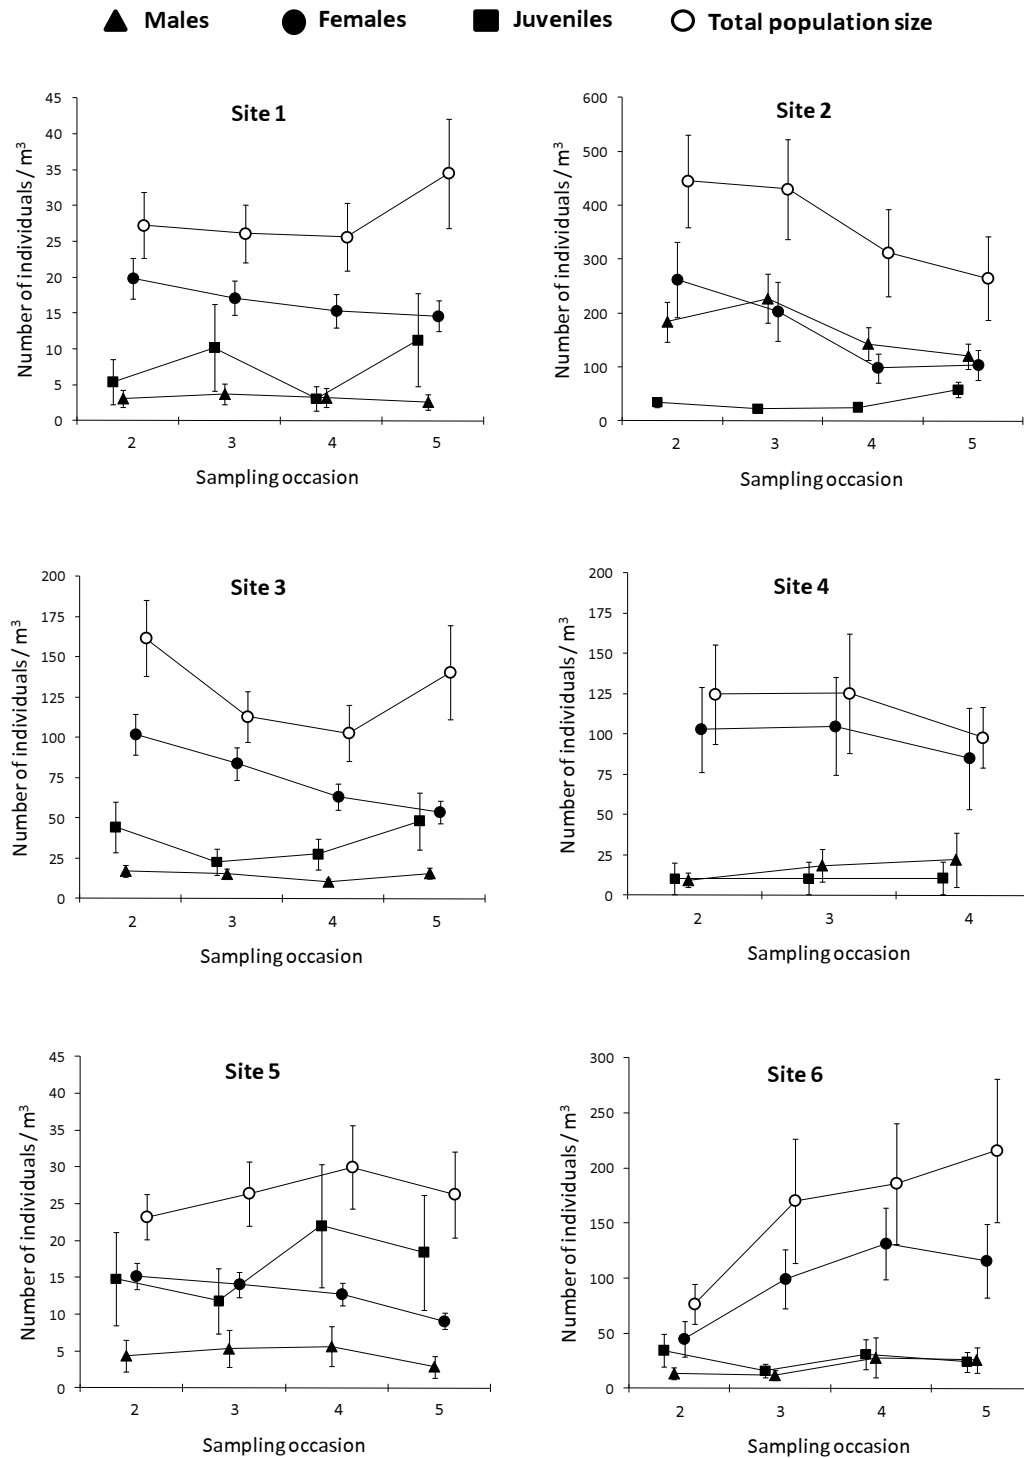 Males Females Juveniles Total population size
Site 1
Number of individuals / m³
45
40
35
30
25
20
15
10
5
0
2 3 4 5
Sampling occasion
Site 2
Number of individuals / m³
600
500
400
300
200
100
0
2 3 4 5
Sampling occasion
Site 3
Number of individuals / m³
200
175
150
125
100
75
50
25
0
2 3 4 5
Sampling occasion
Site 4
Number of individuals / m³
200
175
150
125
100
75
50
25
0
2 3 4
Sampling occasion
Site 5
Number of individuals / m³
45
40
35
30
25
20
15
10
5
0
2 3 4 5
Sampling occasion
Site 6
Number of individuals / m³
300
250
200
150
100
50
0
2 3 4 5
Sampling occasion